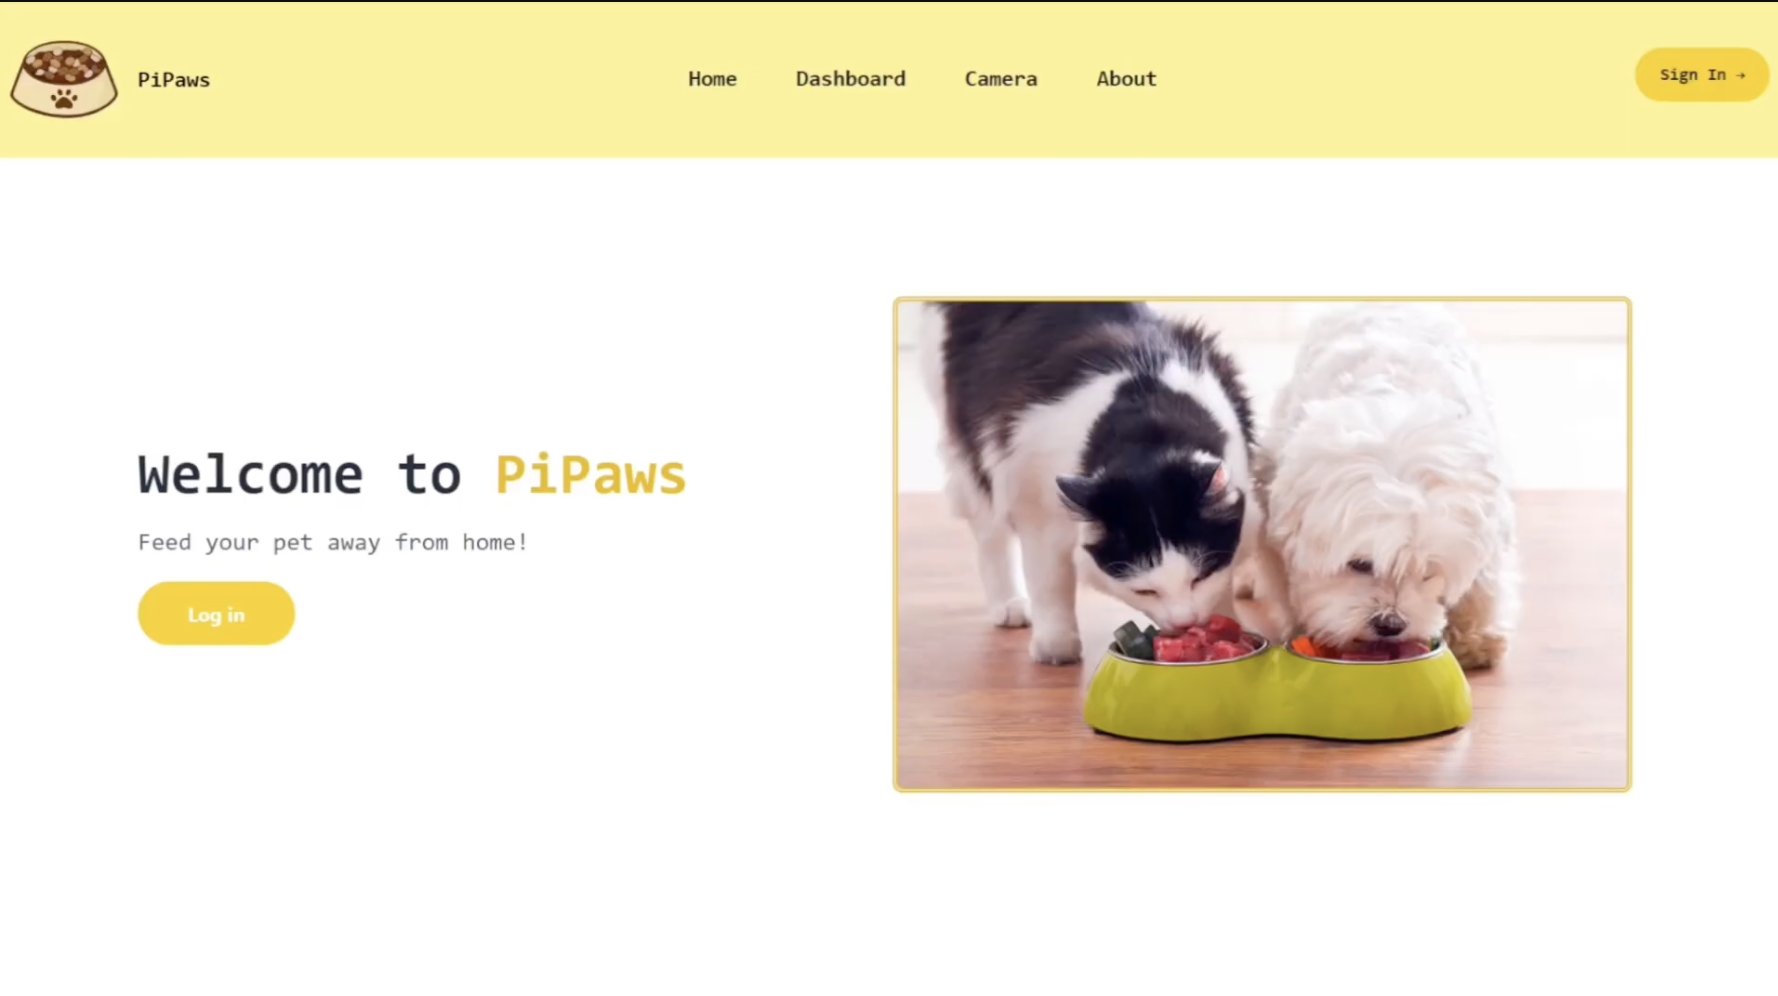 PiPaws
Home
Dashboard
Camera
About
Sign In →
Welcome to PiPaws
Feed your pet away from home!
Log in